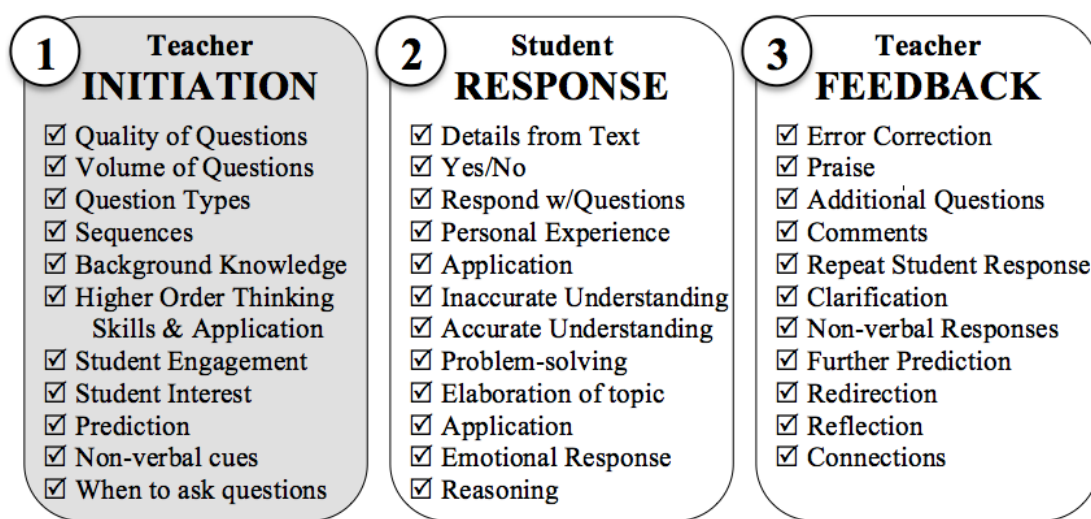 1
Teacher
INITIATION
☑ Quality of Questions
☑ Volume of Questions
☑ Question Types
☑ Sequences
☑ Background Knowledge
☑ Higher Order Thinking
Skills & Application
☑ Student Engagement
☑ Student Interest
☑ Prediction
☑ Non-verbal cues
☑ When to ask questions
2
Student
RESPONSE
☑ Details from Text
☑ Yes/No
☑ Respond w/Questions
☑ Personal Experience
☑ Application
☑ Inaccurate Understanding
☑ Accurate Understanding
☑ Problem-solving
☑ Elaboration of topic
☑ Application
☑ Emotional Response
☑ Reasoning
3
Teacher
FEEDBACK
☑ Error Correction
☑ Praise
☑ Additional Questions
☑ Comments
☑ Repeat Student Response
☑ Clarification
☑ Non-verbal Responses
☑ Further Prediction
☑ Redirection
☑ Reflection
☑ Connections